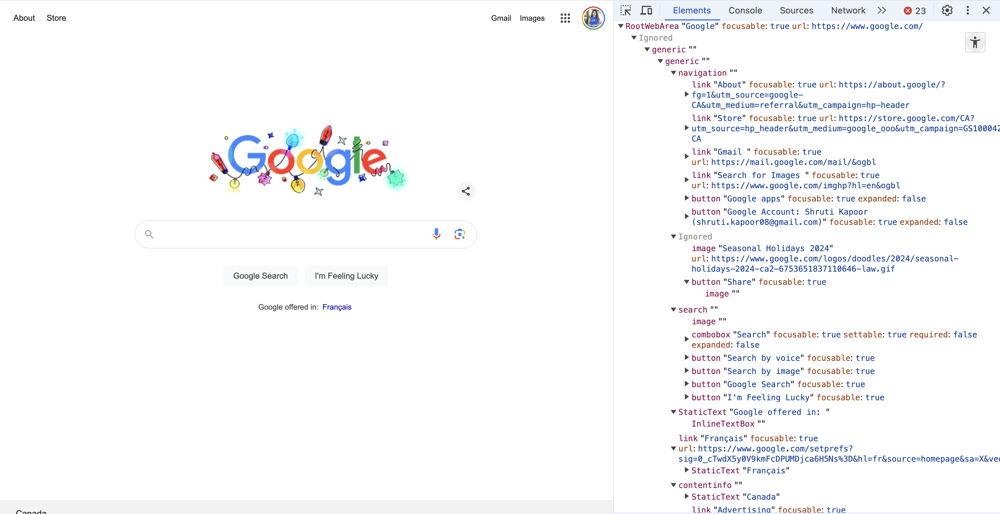 About Store
Gmail Images
Google
Google Search I'm Feeling Lucky
Google offered in: Français
Canada
Elements Console Sources Network 23
RootWebArea "Google" focusable: true url: https://www.google.com/
Ignored
generic ""
generic ""
navigation ""
link "About" focusable: true url: https://about.google/?
fg=1&utm_source=google-
CA&utm_medium=referral&utm_campaign=hp-header
link "Store" focusable: true url: https://store.google.com/CA?
utm_source=hp_header&utm_medium=google_ooo&utm_campaign=GS100042
CA
link "Gmail " focusable: true
url: https://mail.google.com/mail/&ogbl
link "Search for Images " focusable: true
url: https://www.google.com/imghp?hl=en&ogbl
button "Google apps" focusable: true expanded: false
button "Google Account: Shruti Kapoor
(shruti.kapoor08@gmail.com)" focusable: true expanded: false
Ignored
image "Seasonal Holidays 2024"
url: https://www.google.com/logos/doodles/2024/seasonal-
holidays-2024-ca2-6753651837110646-law.gif
button "Share" focusable: true
image ""
search ""
image ""
combobox "Search" focusable: true settable: true required: false
expanded: false
button "Search by voice" focusable: true
button "Search by image" focusable: true
button "Google Search" focusable: true
button "I'm Feeling Lucky" focusable: true
StaticText "Google offered in: "
InlineTextBox ""
link "Français" focusable: true
url: https://www.google.com/setprefs?
sig=0_cTwdX5y0V9kmFcDPUMDjca6H5Ns%3D&hl=fr&source=homepage&sa=X&ved
StaticText "Français"
contentinfo ""
StaticText "Canada"
link "Advertising" focusable: true